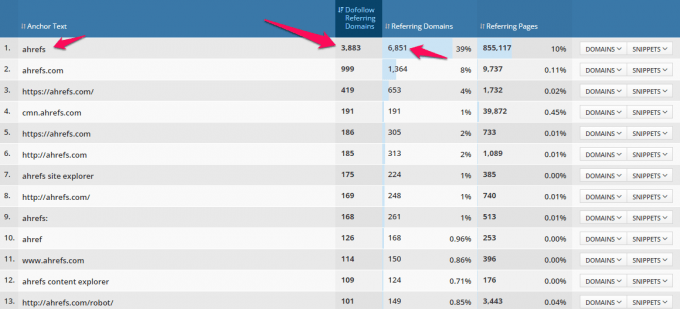 Anchor Text Dofollow Referring Domains Referring Domains Referring Pages
1. ahrefs 3,883 6,851 39% 855,117 10% DOMAINS SNIPPETS
2. ahrefs.com 999 1,364 8% 9,737 0.11% DOMAINS SNIPPETS
3. https://ahrefs.com/ 419 653 4% 1,732 0.02% DOMAINS SNIPPETS
4. cmn.ahrefs.com 191 191 1% 39,872 0.45% DOMAINS SNIPPETS
5. https://ahrefs.com 186 305 2% 733 0.01% DOMAINS SNIPPETS
6. http://ahrefs.com 185 313 2% 1,089 0.01% DOMAINS SNIPPETS
7. ahrefs site explorer 175 224 1% 385 0.00% DOMAINS SNIPPETS
8. http://ahrefs.com/ 169 248 1% 740 0.01% DOMAINS SNIPPETS
9. ahrefs: 168 261 1% 513 0.01% DOMAINS SNIPPETS
10. ahref 126 168 0.96% 253 0.00% DOMAINS SNIPPETS
11. www.ahrefs.com 114 150 0.86% 396 0.00% DOMAINS SNIPPETS
12. ahrefs content explorer 109 124 0.71% 176 0.00% DOMAINS SNIPPETS
13. http://ahrefs.com/robot/ 101 149 0.85% 3,443 0.04% DOMAINS SNIPPETS